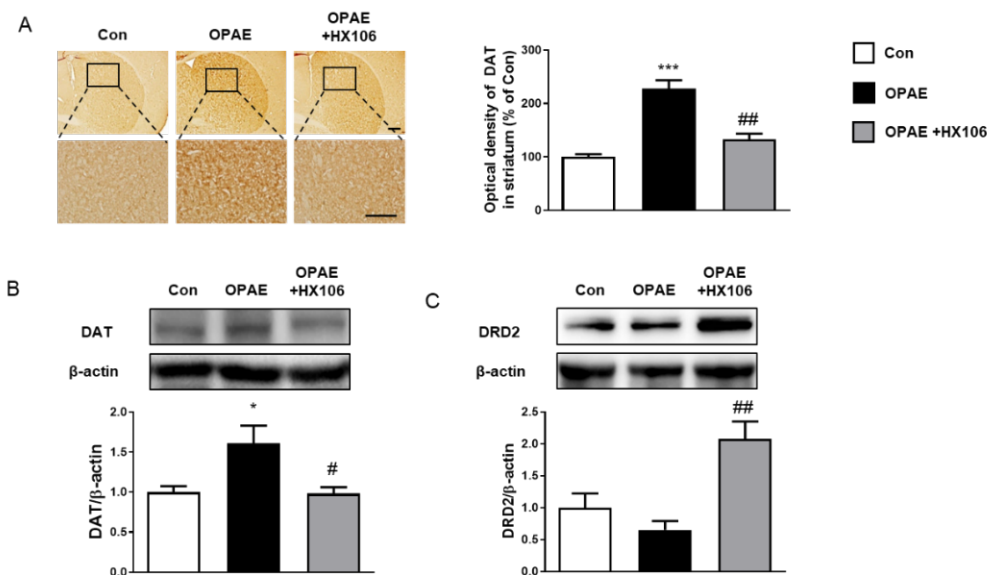 A
Con
OPAE
OPAE
+HX106
Optical density of DAT
in striatum (% of Con)
300
200
100
0
***
##
Con
OPAE
OPAE +HX106
B
Con
OPAE
OPAE
+HX106
DAT
β-actin
DAT/β-actin
2.0
1.5
1.0
0.5
0.0
*
#
C
Con
OPAE
OPAE
+HX106
DRD2
β-actin
DRD2/β-actin
2.5
2.0
1.5
1.0
0.5
0.0
##